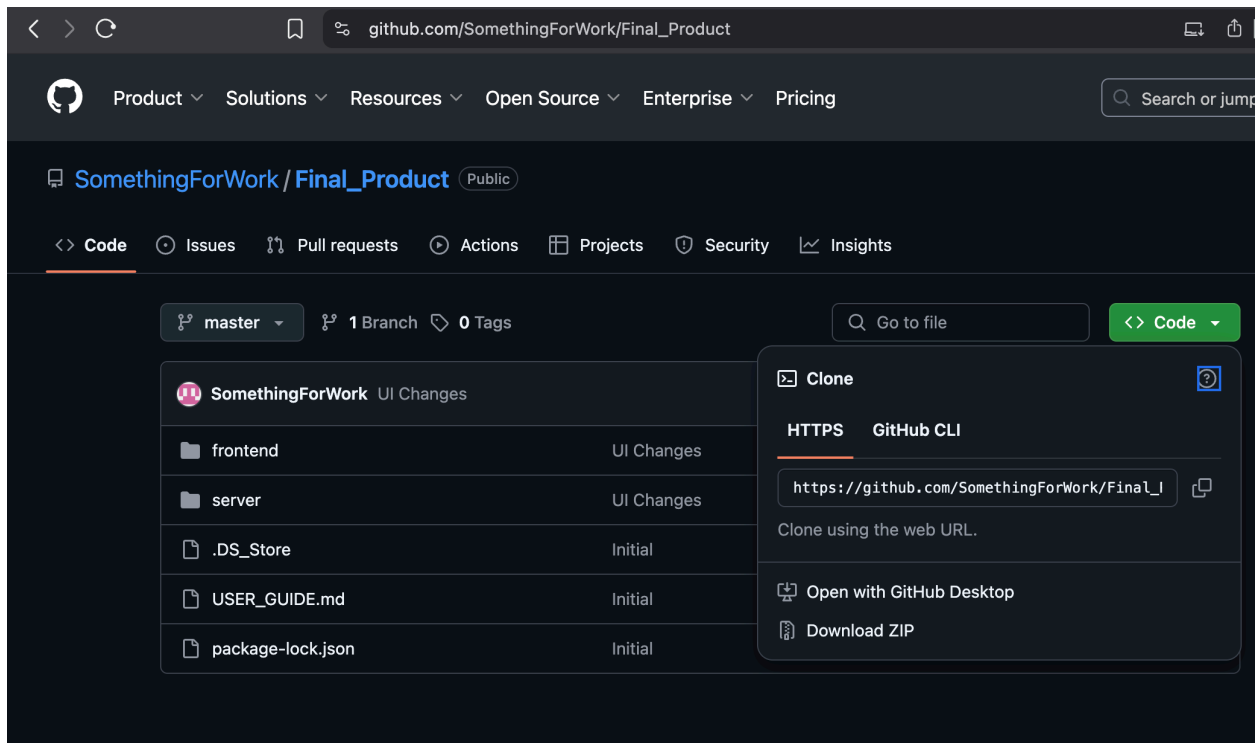 github.com/SomethingForWork/Final_Product
Product Solutions Resources Open Source Enterprise Pricing Search or jump
SomethingForWork / Final_Product Public
Code Issues Pull requests Actions Projects Security Insights
master 1 Branch 0 Tags Go to file Code
SomethingForWork UI Changes
frontend UI Changes
server UI Changes
.DS_Store Initial
USER_GUIDE.md Initial
package-lock.json Initial
Clone
HTTPS GitHub CLI
https://github.com/SomethingForWork/Final_
Clone using the web URL.
Open with GitHub Desktop
Download ZIP